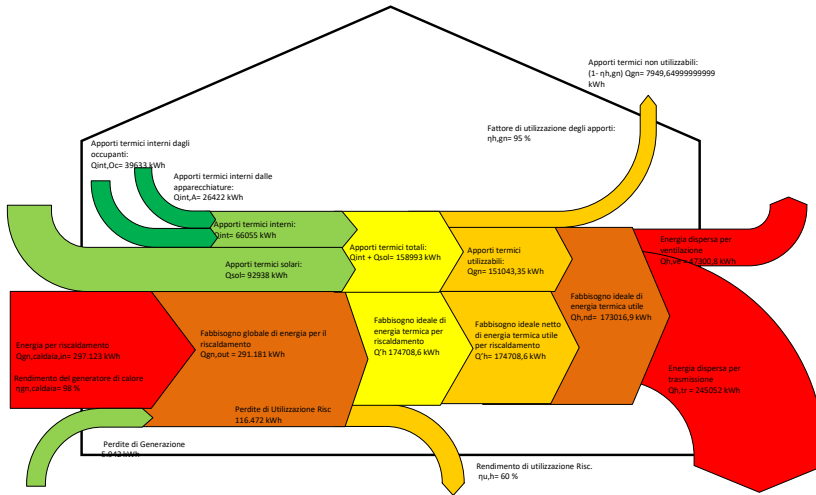 Apporti termici non utilizzabili:
(1- ηh,gn) Qgn= 7949,64999999999
kWh
Fattore di utilizzazione degli apporti:
ηh,gn= 95 %
Apporti termici interni dagli
occupanti:
Qint,Oc= 39633 kWh
Apporti termici interni dalle
apparecchiature:
Qint,A= 26422 kWh
Apporti termici interni:
Qint= 66055 kWh
Apporti termici solari:
Qsol= 92938 kWh
Apporti termici totali:
Qint + Qsol= 158993 kWh
Apporti termici
utilizzabili:
Qgn= 151043,35 kWh
Energia dispersa per
ventilazione
Qh,ve= 47300,8 kWh
Fabbisogno ideale di
energia termica utile
Qh,nd= 173016,9 kWh
Energia per riscaldamento
Qgn,caldaia,in= 297.123 kWh
Rendimento del generatore di calore
ηgn,caldaia= 98 %
Fabbisogno globale di energia per il
riscaldamento
Qgn,out = 291.181 kWh
Fabbisogno ideale di
energia termica per
riscaldamento
Q'h 174708,6 kWh
Fabbisogno ideale netto
di energia termica utile
per riscaldamento
Q'h= 174708,6 kWh
Energia dispersa per
trasmissione
Qh,tr = 245052 kWh
Perdite di Utilizzazione Risc
116.472 kWh
Perdite di Generazione
5.942 kWh
Rendimento di utilizzazione Risc.
ηu,h= 60 %